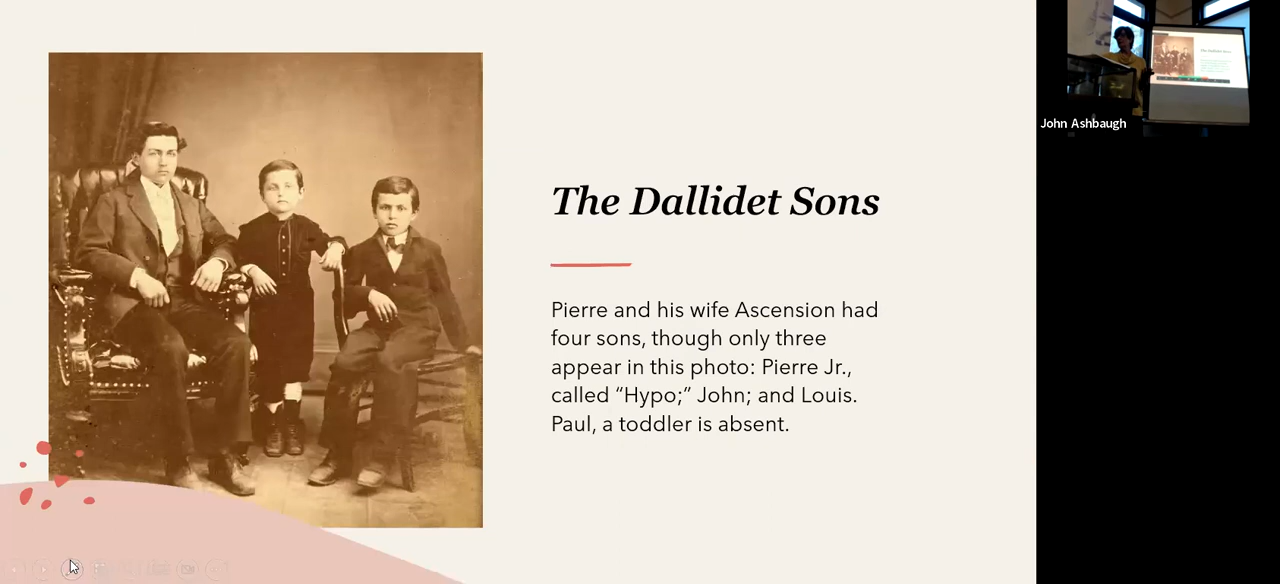 The Dallidet Sons
Pierre and his wife Ascension had
four sons, though only three
appear in this photo: Pierre Jr.,
called “Hypo;” John; and Louis.
Paul, a toddler is absent.
John Ashbaugh